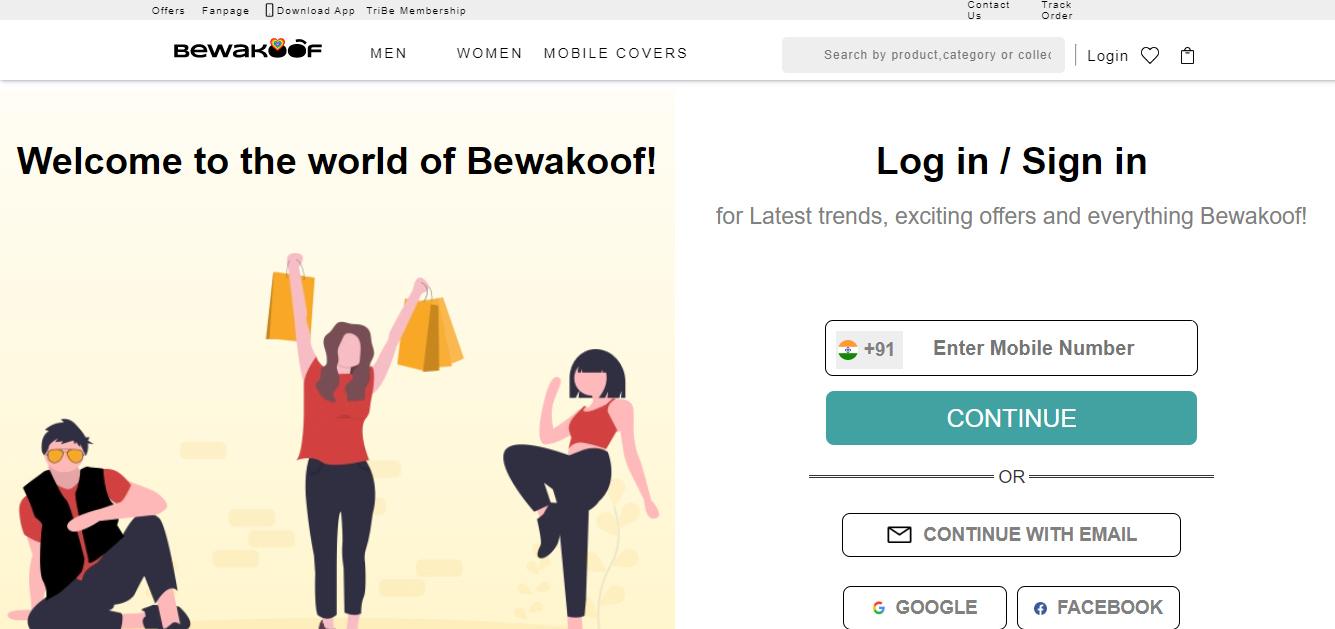 Offers Fanpage Download App TriBe Membership Contact Us Track Order
BEWAKOOF MEN WOMEN MOBILE COVERS Search by product,category or collec Login
Welcome to the world of Bewakoof!
Log in / Sign in
for Latest trends, exciting offers and everything Bewakoof!
+91 Enter Mobile Number
CONTINUE
OR
CONTINUE WITH EMAIL
GOOGLE FACEBOOK